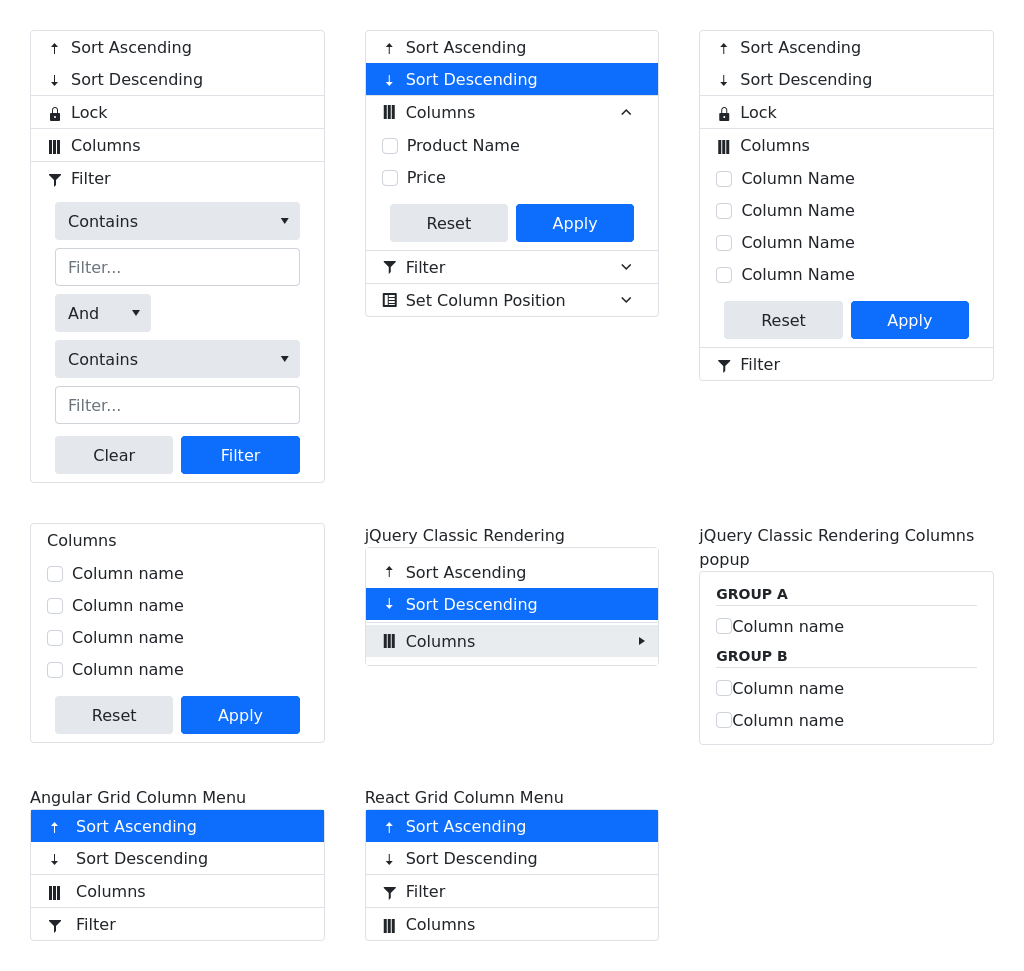 Sort Ascending
Sort Descending
Lock
Columns
Filter
Contains
Filter...
And
Contains
Filter...
Clear
Filter
Sort Ascending
Sort Descending
Columns
Product Name
Price
Reset
Apply
Filter
Set Column Position
Sort Ascending
Sort Descending
Lock
Columns
Column Name
Column Name
Column Name
Column Name
Reset
Apply
Filter
Columns
Column name
Column name
Column name
Column name
Reset
Apply
jQuery Classic Rendering
Sort Ascending
Sort Descending
Columns
jQuery Classic Rendering Columns
popup
GROUP A
Column name
GROUP B
Column name
Column name
Angular Grid Column Menu
Sort Ascending
Sort Descending
Columns
Filter
React Grid Column Menu
Sort Ascending
Sort Descending
Filter
Columns